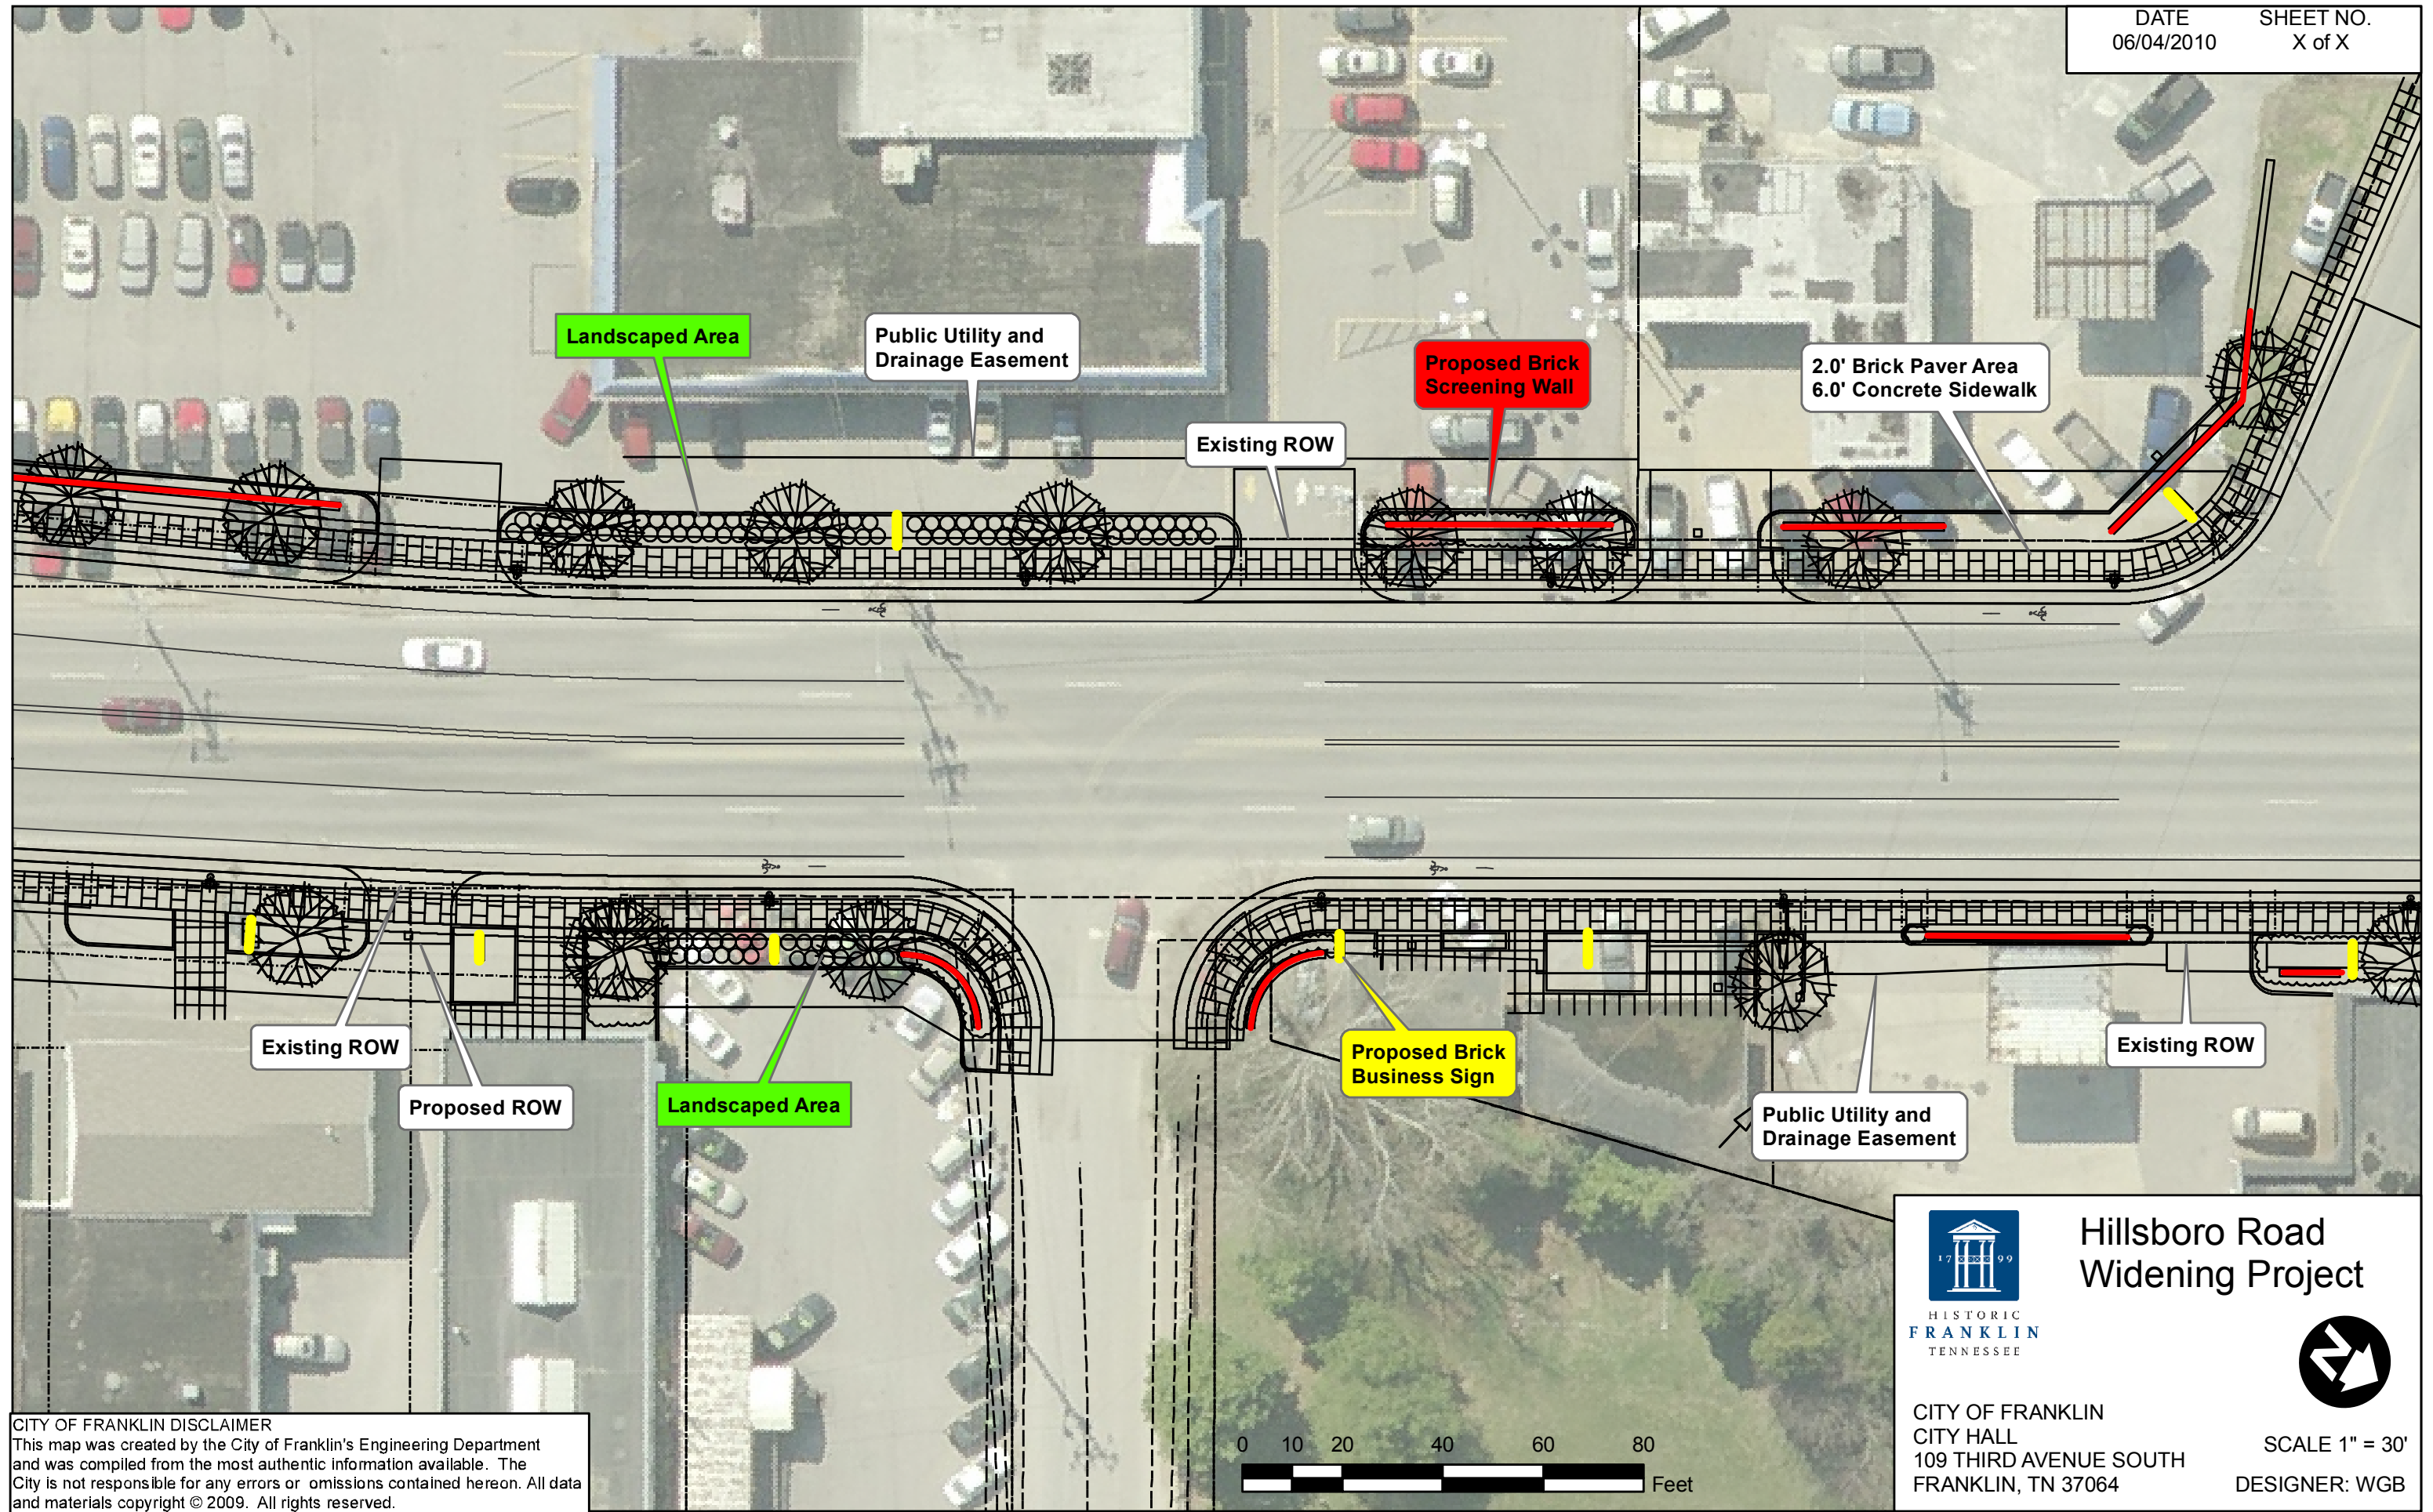 DATE
06/04/2010
SHEET NO.
X of X
Landscaped Area
Public Utility and
Drainage Easement
Existing ROW
Proposed Brick
Screening Wall
2.0' Brick Paver Area
6.0' Concrete Sidewalk
Existing ROW
Proposed ROW
Landscaped Area
Proposed Brick
Business Sign
Public Utility and
Drainage Easement
Existing ROW
Hillsboro Road
Widening Project
17 99
HISTORIC
FRANKLIN
TENNESSEE
N
CITY OF FRANKLIN
CITY HALL
109 THIRD AVENUE SOUTH
FRANKLIN, TN 37064
SCALE 1" = 30'
DESIGNER: WGB
0 10 20 40 60 80
Feet
CITY OF FRANKLIN DISCLAIMER
This map was created by the City of Franklin's Engineering Department
and was compiled from the most authentic information available. The
City is not responsible for any errors or omissions contained hereon. All data
and materials copyright © 2009. All rights reserved.